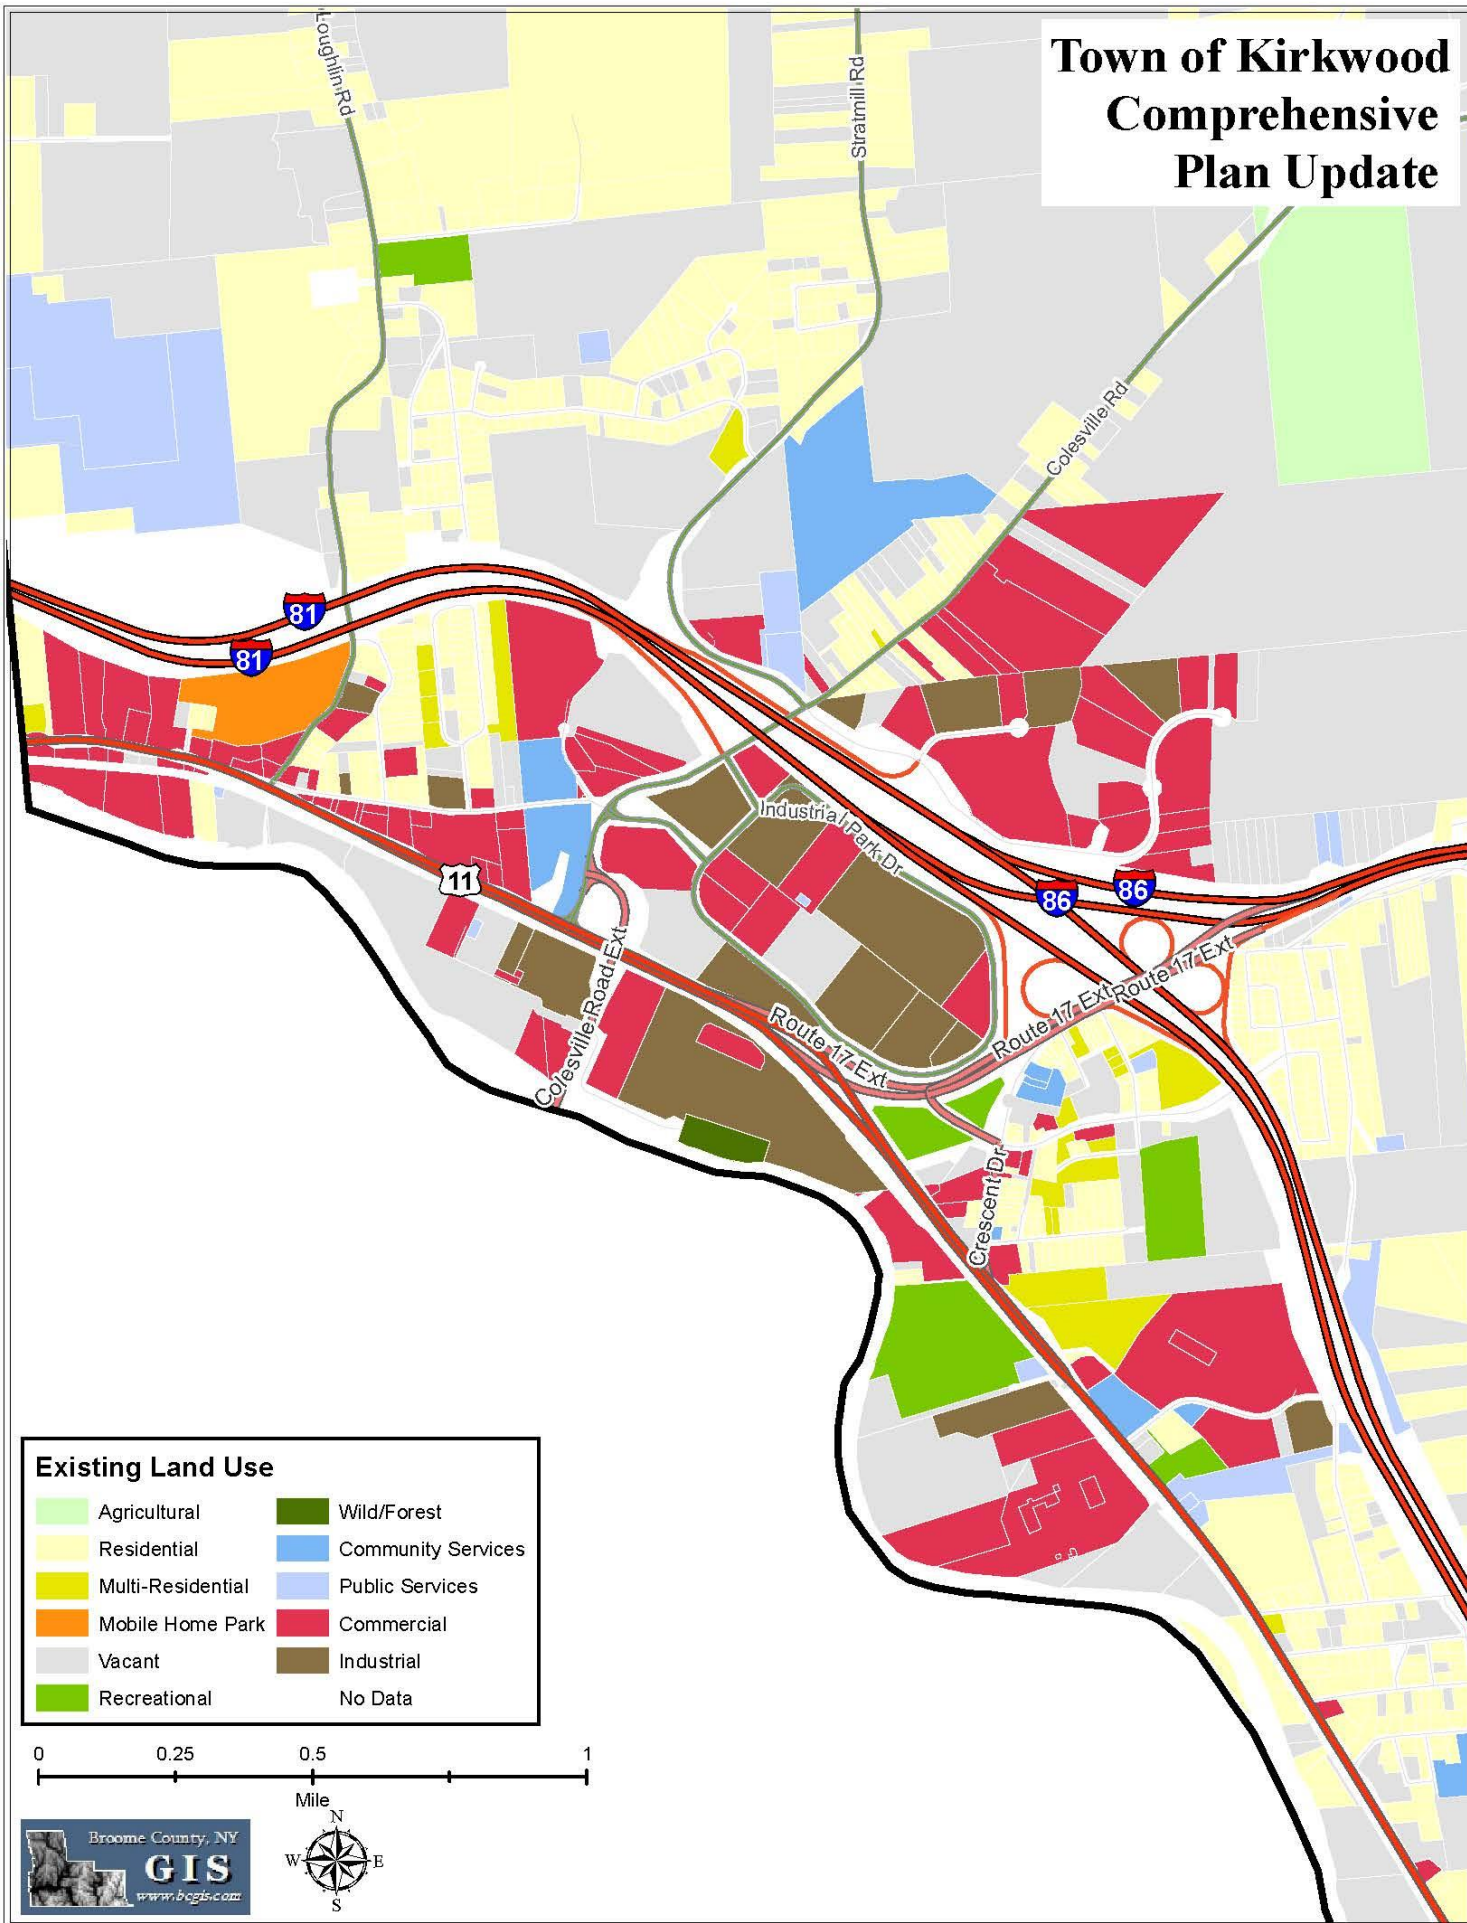 Town of Kirkwood
Comprehensive
Plan Update
Loughlin Rd
Stratmill Rd
Colesville Rd
81
81
Industrial Park Dr
11
86
86
Route 17 Ext
Route 17 Ext
Route 17 Ext
Colesville Road Ext
Crescent Dr
Existing Land Use
Agricultural
Residential
Multi-Residential
Mobile Home Park
Vacant
Recreational
Wild/Forest
Community Services
Public Services
Commercial
Industrial
No Data
0 0.25 0.5 1
Mile
N
W E
S
Broome County, NY
GIS
www.bcgis.com